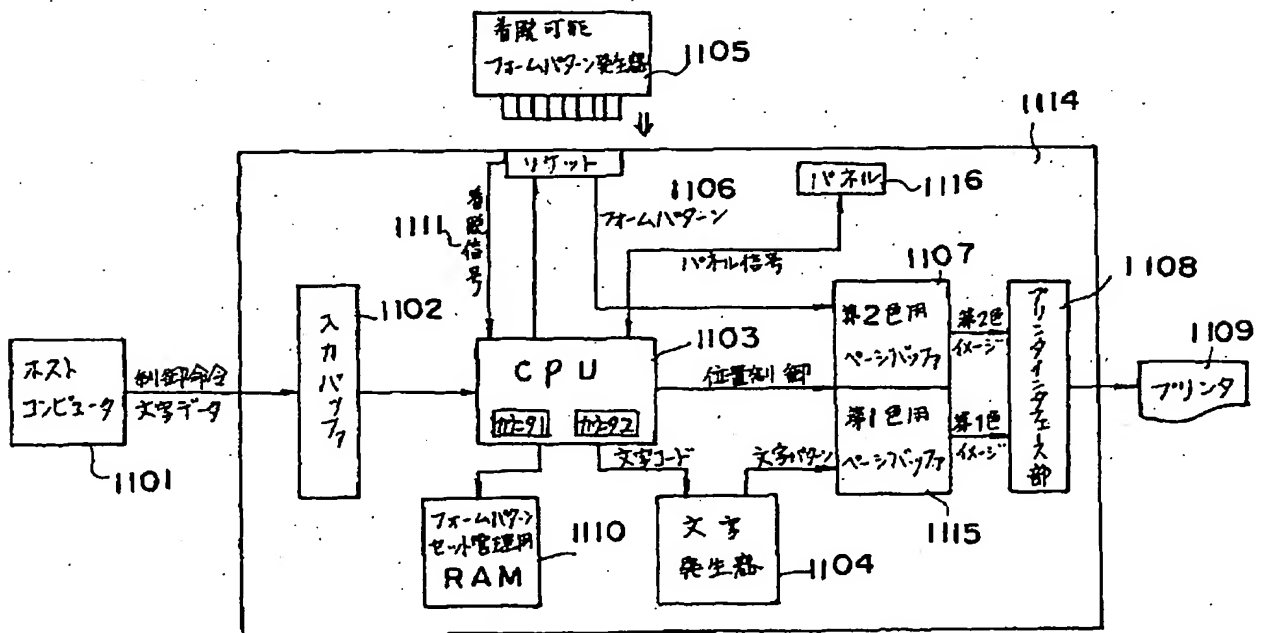 着脱可能
フォームパターン発生器
1105
1114
ソケット
1106
フォームパターン
パネル
1116
1111
着脱信号
パネル信号
1107
1108
1102
入力バッファ
1103
CPU
カウンタ1
カウンタ2
位置制御
第2色用
ページバッファ
第2色
イメージ
第1色用
ページバッファ
第1色
イメージ
プリンタインタフェース部
1109
プリンタ
ホスト
コンピュータ
1101
制御命令
文字データ
文字コード
文字パターン
1115
フォームパターン
セット管理用
RAM
1110
文字
発生器
1104